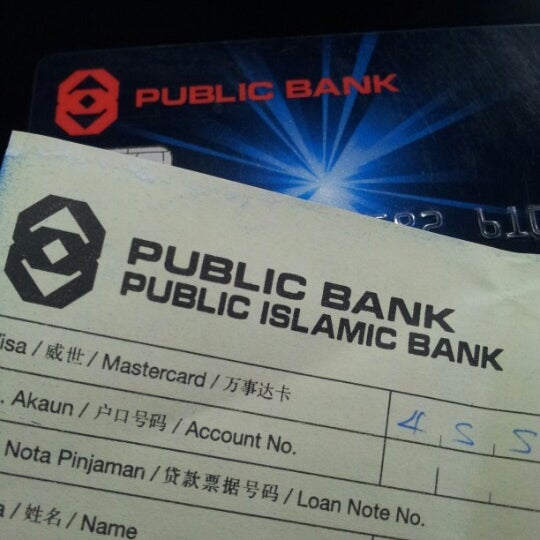 PUBLIC BANK
582 610
PUBLIC BANK
PUBLIC ISLAMIC BANK
Visa / 威世 / Mastercard / 万事达卡
4 5 5
. Akaun / 户口号码 / Account No.
Nota Pinjaman / 贷款票据号码 / Loan Note No.
a / 姓名 / Name